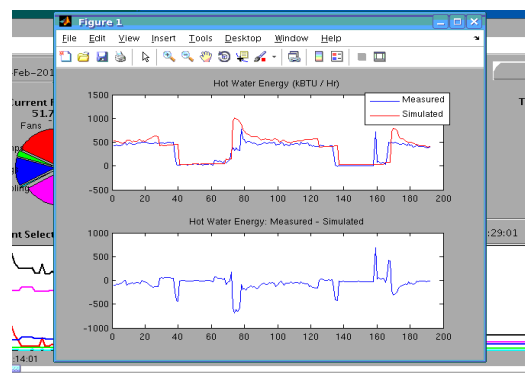 Figure 1
File Edit View Insert Tools Desktop Window Help
Feb-201
Current
51.7
Fans
Hot Water Energy (kBTU / Hr)
Measured
Simulated
1500
1000
500
0
-500
0 20 40 60 80 100 120 140 160 180 200
T
nt Select
:29:01
Hot Water Energy: Measured - Simulated
1000
500
0
-500
-1000
0 20 40 60 80 100 120 140 160 180 200
14:01